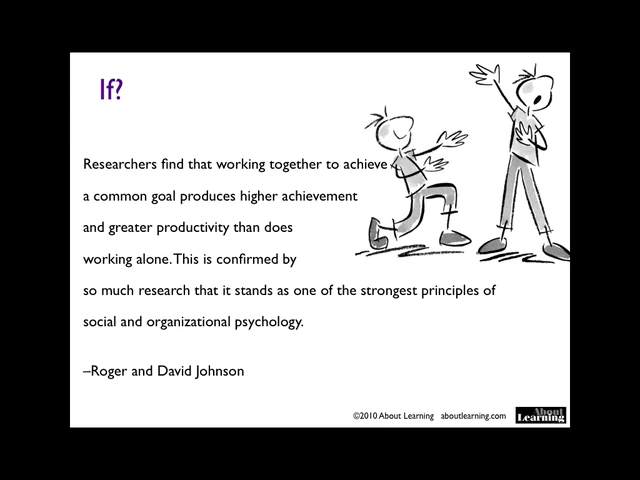 If?
Researchers find that working together to achieve
a common goal produces higher achievement
and greater productivity than does
working alone. This is confirmed by
so much research that it stands as one of the strongest principles of
social and organizational psychology.
–Roger and David Johnson
©2010 About Learning aboutlearning.com
About
Learning